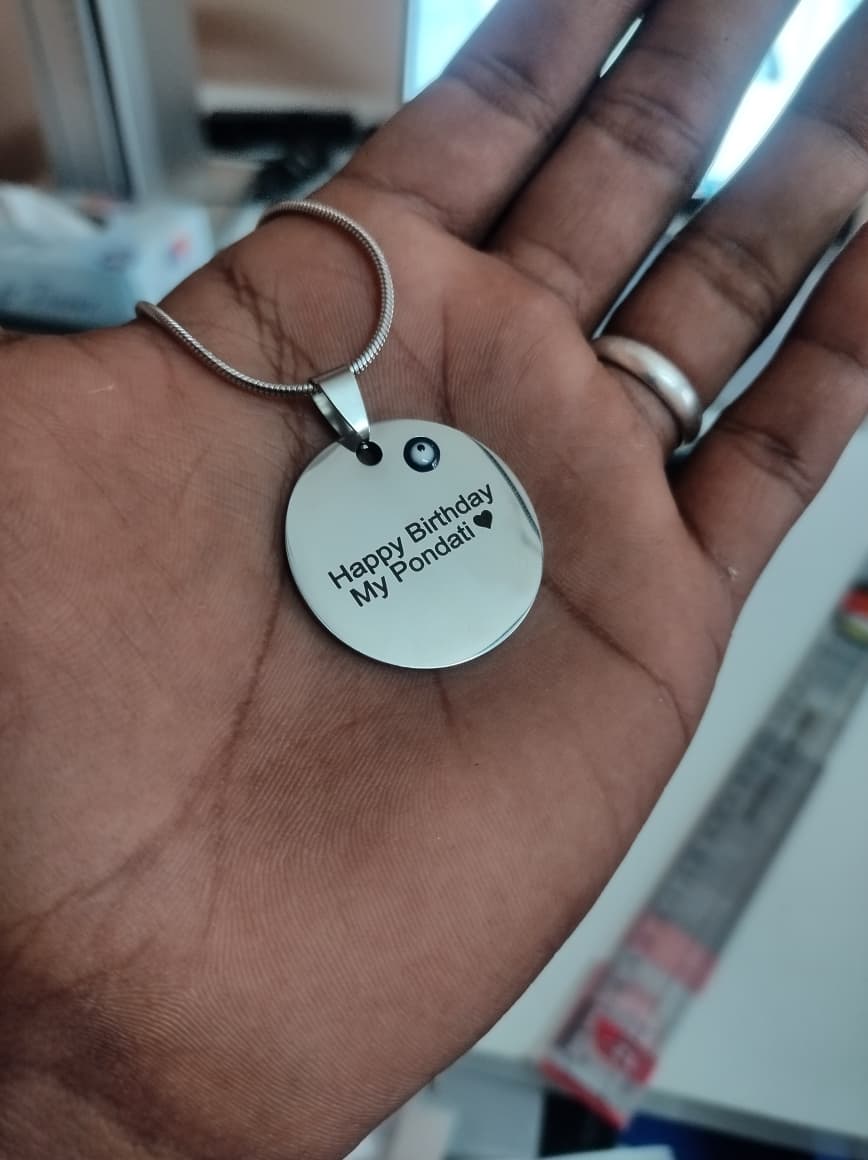 Happy Birthday
My Pondati ♥